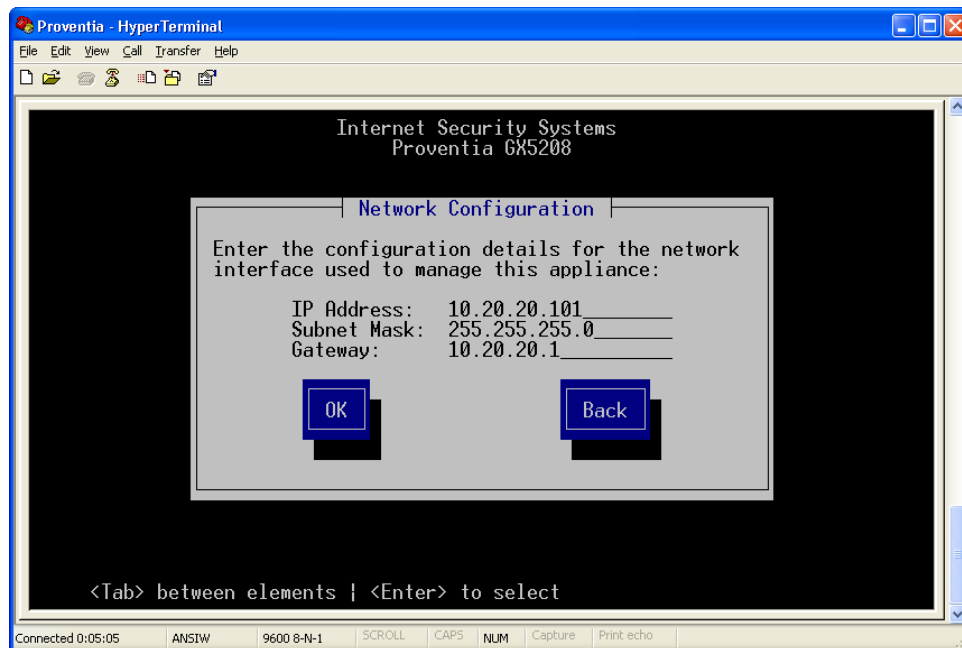 Proventia - HyperTerminal
File Edit View Call Transfer Help
Internet Security Systems
Proventia GX5208
Network Configuration
Enter the configuration details for the network
interface used to manage this appliance:
IP Address: 10.20.20.101________
Subnet Mask: 255.255.255.0_______
Gateway: 10.20.20.1__________
OK Back
<Tab> between elements | <Enter> to select
Connected 0:05:05 ANSIW 9600 8-N-1 SCROLL CAPS NUM Capture Print echo